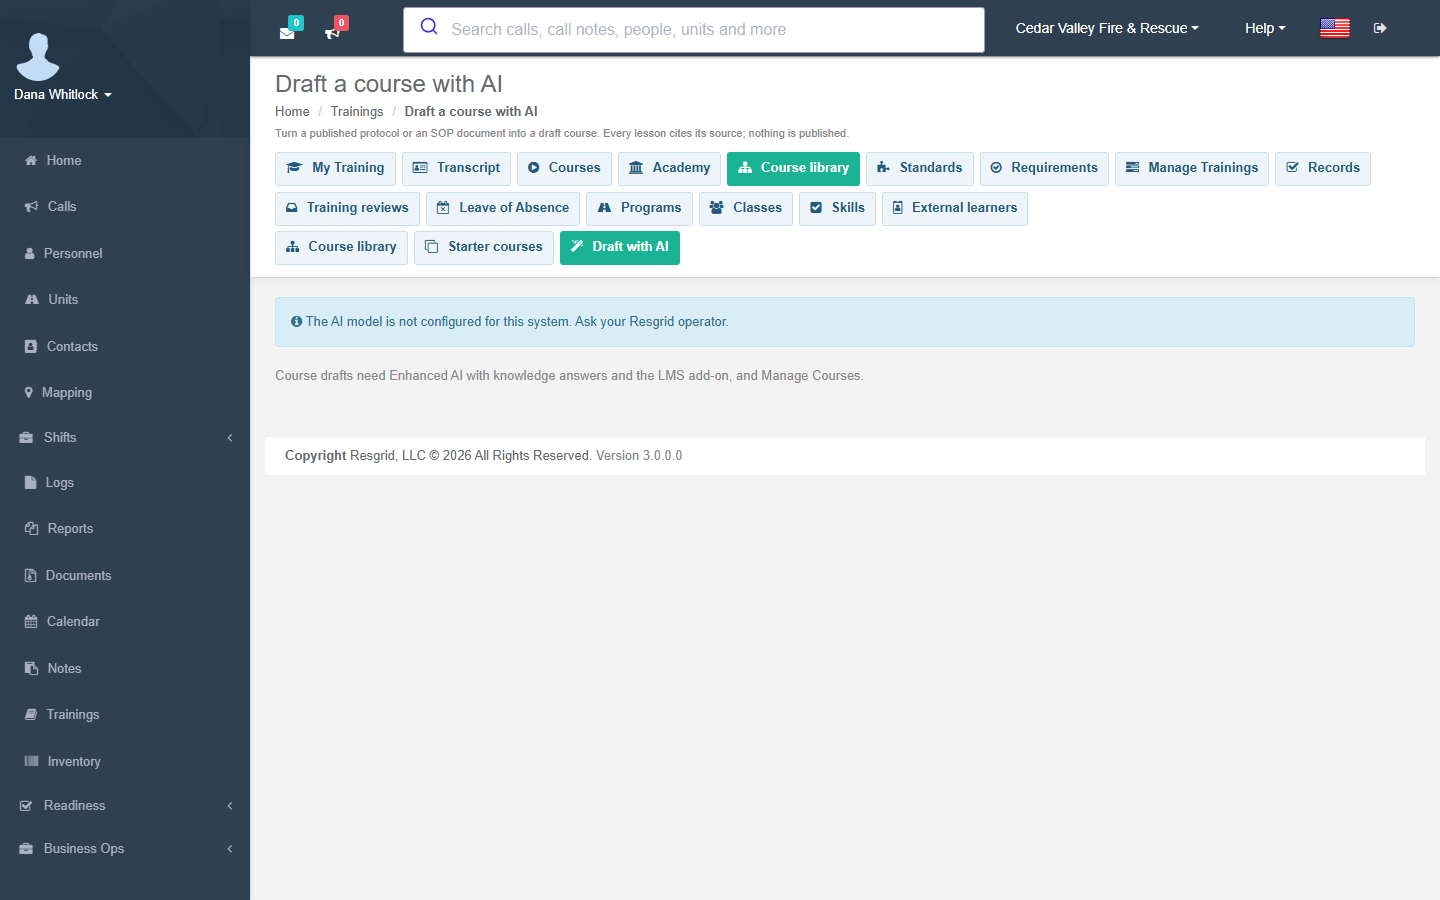 0
0
Search calls, call notes, people, units and more
Cedar Valley Fire & Rescue
Help
Dana Whitlock
Home
Calls
Personnel
Units
Contacts
Mapping
Shifts
Logs
Reports
Documents
Calendar
Notes
Trainings
Inventory
Readiness
Business Ops
Draft a course with AI
Home / Trainings / Draft a course with AI
Turn a published protocol or an SOP document into a draft course. Every lesson cites its source; nothing is published.
My Training Transcript Courses Academy Course library Standards Requirements Manage Trainings Records
Training reviews Leave of Absence Programs Classes Skills External learners
Course library Starter courses Draft with AI
The AI model is not configured for this system. Ask your Resgrid operator.
Course drafts need Enhanced AI with knowledge answers and the LMS add-on, and Manage Courses.
Copyright Resgrid, LLC © 2026 All Rights Reserved. Version 3.0.0.0